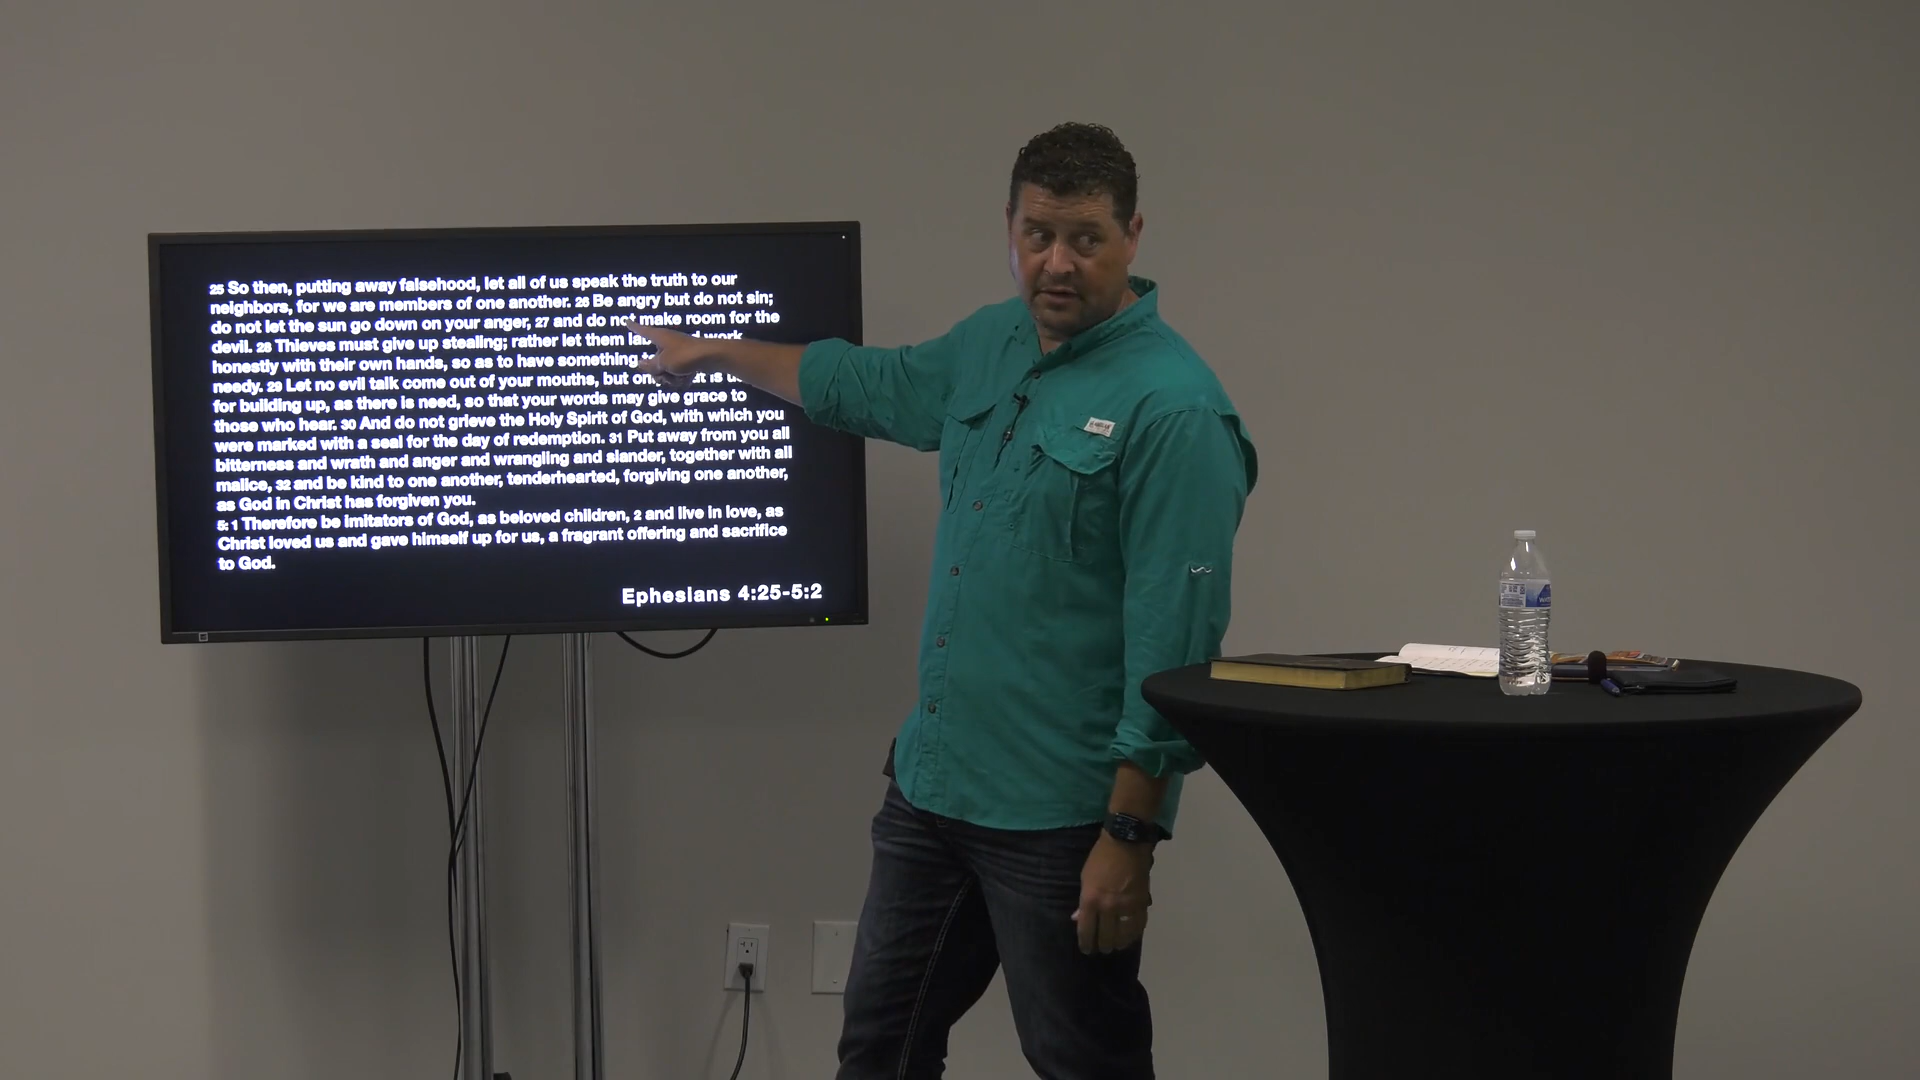 25 So then, putting away falsehood, let all of us speak the truth to our
neighbors, for we are members of one another. 26 Be angry but do not sin;
do not let the sun go down on your anger, 27 and do not make room for the
devil. 28 Thieves must give up stealing; rather let them work
honestly with their own hands, so as to have something
needy. 29 Let no evil talk come out of your mouths, but is
for building up, as there is need, so that your words may give grace to
those who hear. 30 And do not grieve the Holy Spirit of God, with which you
were marked with a seal for the day of redemption. 31 Put away from you all
bitterness and wrath and anger and wrangling and slander, together with all
malice, 32 and be kind to one another, tenderhearted, forgiving one another,
as God in Christ has forgiven you.
5:1 Therefore be imitators of God, as beloved children, 2 and live in love, as
Christ loved us and gave himself up for us, a fragrant offering and sacrifice
to God.
Ephesians 4:25-5:2